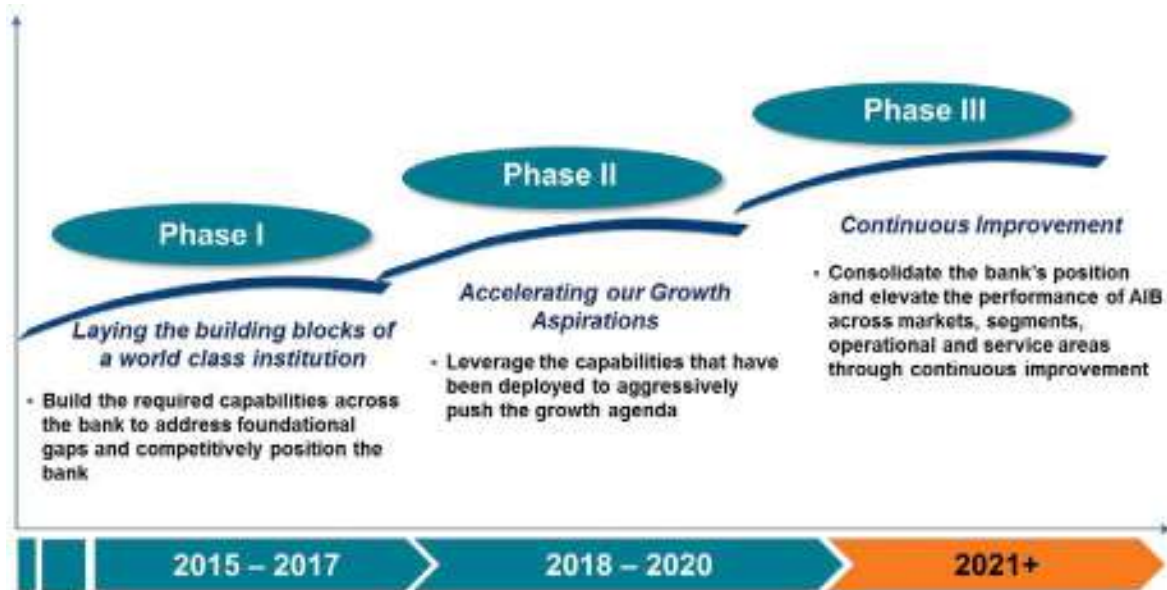 Phase I
Laying the building blocks of
a world class institution
• Build the required capabilities across
the bank to address foundational
gaps and competitively position the
bank
Phase II
Accelerating our Growth
Aspirations
• Leverage the capabilities that have
been deployed to aggressively
push the growth agenda
Phase III
Continuous Improvement
• Consolidate the bank's position
and elevate the performance of AIB
across markets, segments,
operational and service areas
through continuous improvement
2015 – 2017
2018 – 2020
2021+